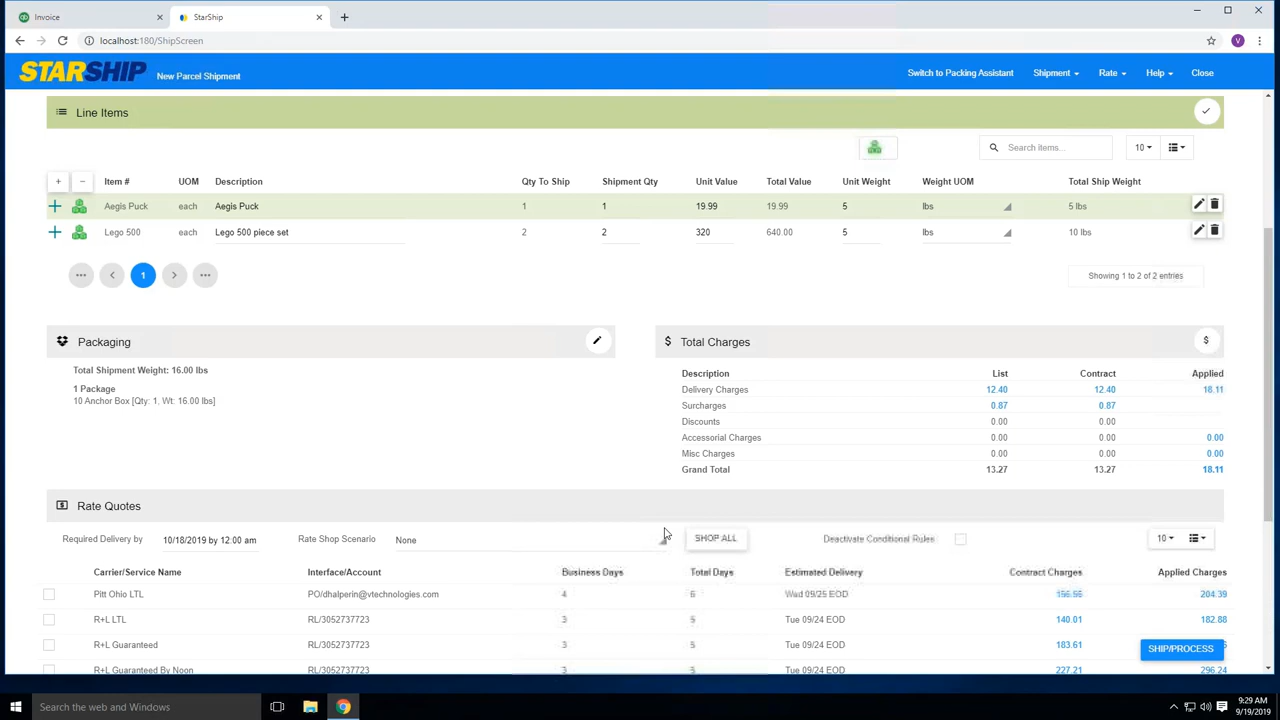 Invoice
StarShip
localhost:180/ShipScreen
STARSHIP New Parcel Shipment Switch to Packing Assistant Shipment Rate Help Close
Line Items
Search items... 10
Item # UOM Description Qty To Ship Shipment Qty Unit Value Total Value Unit Weight Weight UOM Total Ship Weight
Aegis Puck each Aegis Puck 1 1 19.99 19.99 5 lbs 5 lbs
Lego 500 each Lego 500 piece set 2 2 320 640.00 5 lbs 10 lbs
1 Showing 1 to 2 of 2 entries
Packaging
Total Shipment Weight: 16.00 lbs
1 Package
10 Anchor Box [Qty: 1, Wt: 16.00 lbs]
Total Charges
Description List Contract Applied
Delivery Charges 12.40 12.40 18.11
Surcharges 0.87 0.87
Discounts 0.00 0.00
Accessorial Charges 0.00 0.00 0.00
Misc Charges 0.00 0.00 0.00
Grand Total 13.27 13.27 18.11
Rate Quotes
Required Delivery by 10/18/2019 by 12:00 am Rate Shop Scenario None SHOP ALL Deactivate Conditional Rules 10
Carrier/Service Name Interface/Account Business Days Total Days Estimated Delivery Contract Charges Applied Charges
Pitt Ohio LTL PO/dhalperin@vtechnologies.com 4 6 Wed 09/25 EOD 204.39
R+L LTL RL/3052737723 3 5 Tue 09/24 EOD 140.01 182.88
R+L Guaranteed RL/3052737723 3 5 Tue 09/24 EOD 183.61
R+L Guaranteed By Noon RL/3052737723 3 5 Tue 09/24 EOD 227.21 296.24
SHIP/PROCESS
Search the web and Windows
9:29 AM
9/19/2019